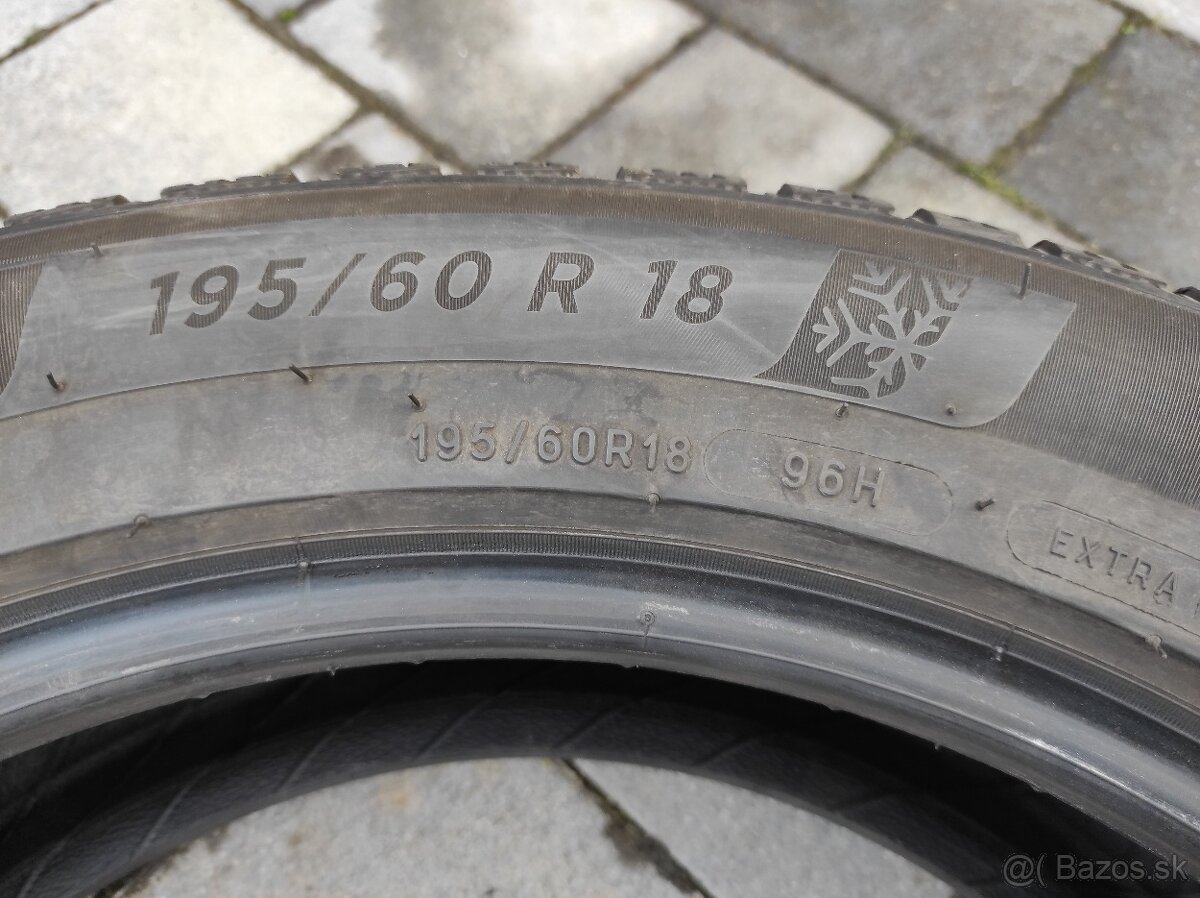 195/60 R 18
195/60R18 96H
EXTRA
@( Bazos.sk